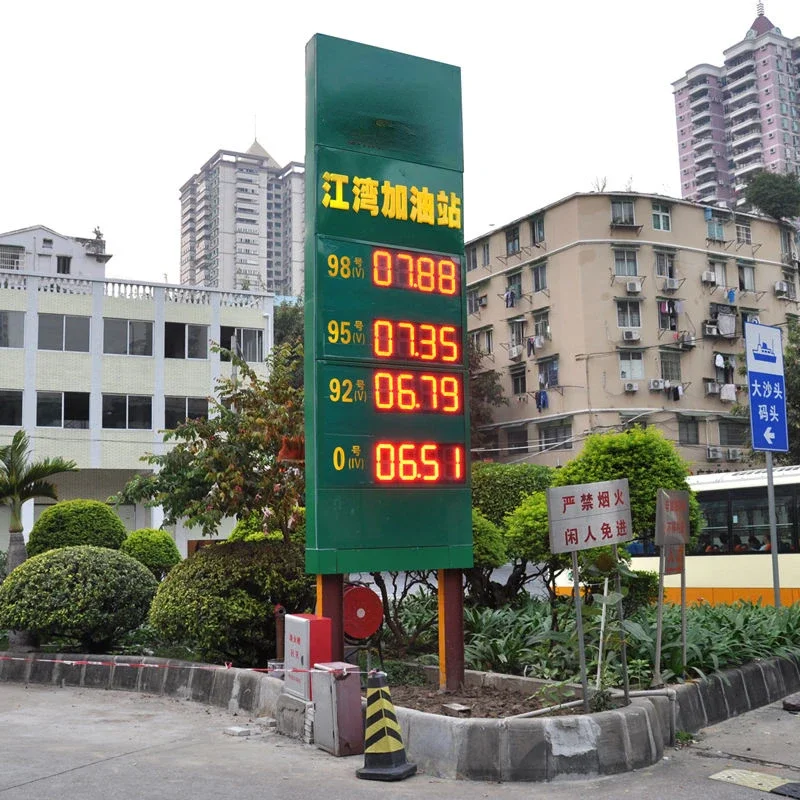 江湾加油站
98号(V) 07.88
95号(V) 07.35
92号(V) 06.79
0号(IV) 06.51
大沙头
码头
严禁烟火
闲人免进